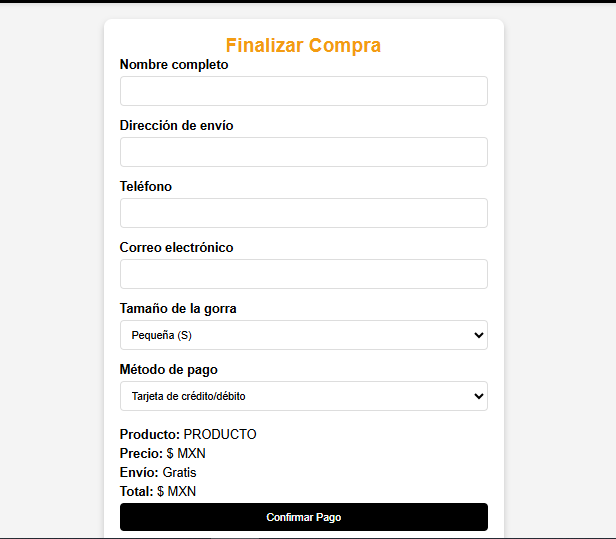 Finalizar Compra
Nombre completo
Dirección de envío
Teléfono
Correo electrónico
Tamaño de la gorra
Pequeña (S)
Método de pago
Tarjeta de crédito/débito
Producto: PRODUCTO
Precio: $ MXN
Envío: Gratis
Total: $ MXN
Confirmar Pago